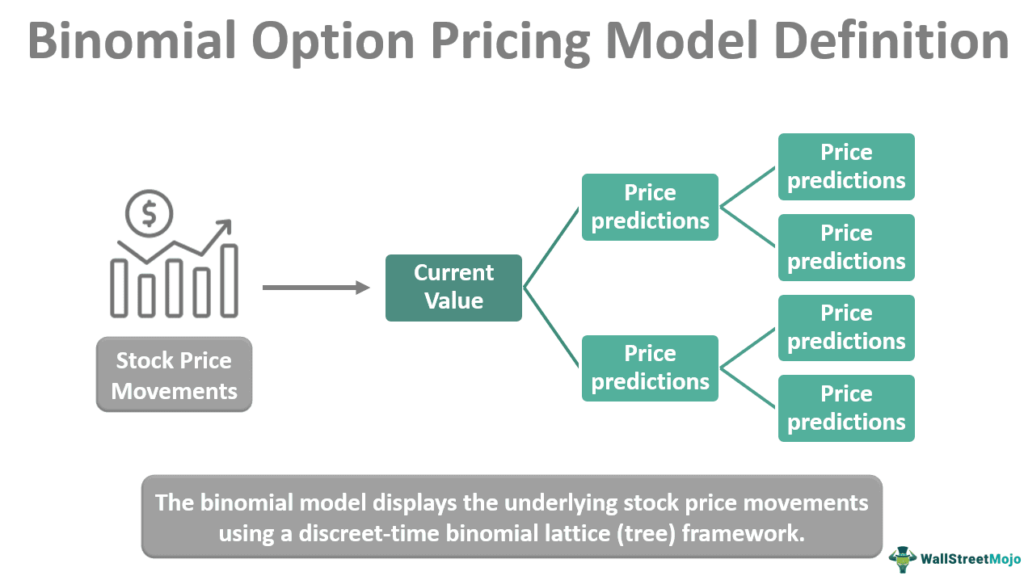 Binomial Option Pricing Model Definition
$
Stock Price
Movements
Current
Value
Price
predictions
Price
predictions
Price
predictions
Price
predictions
Price
predictions
Price
predictions
The binomial model displays the underlying stock price movements
using a discreet-time binomial lattice (tree) framework.
WallStreetMojo